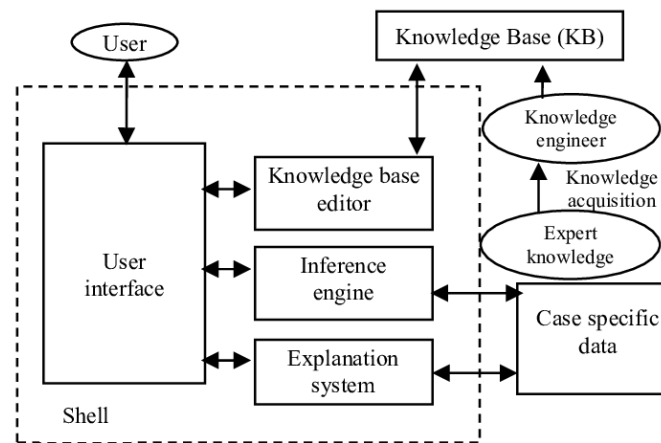 User
Knowledge Base (KB)
Knowledge
engineer
Knowledge base
editor
Knowledge
acquisition
Expert
knowledge
User
interface
Inference
engine
Case specific
data
Explanation
system
Shell